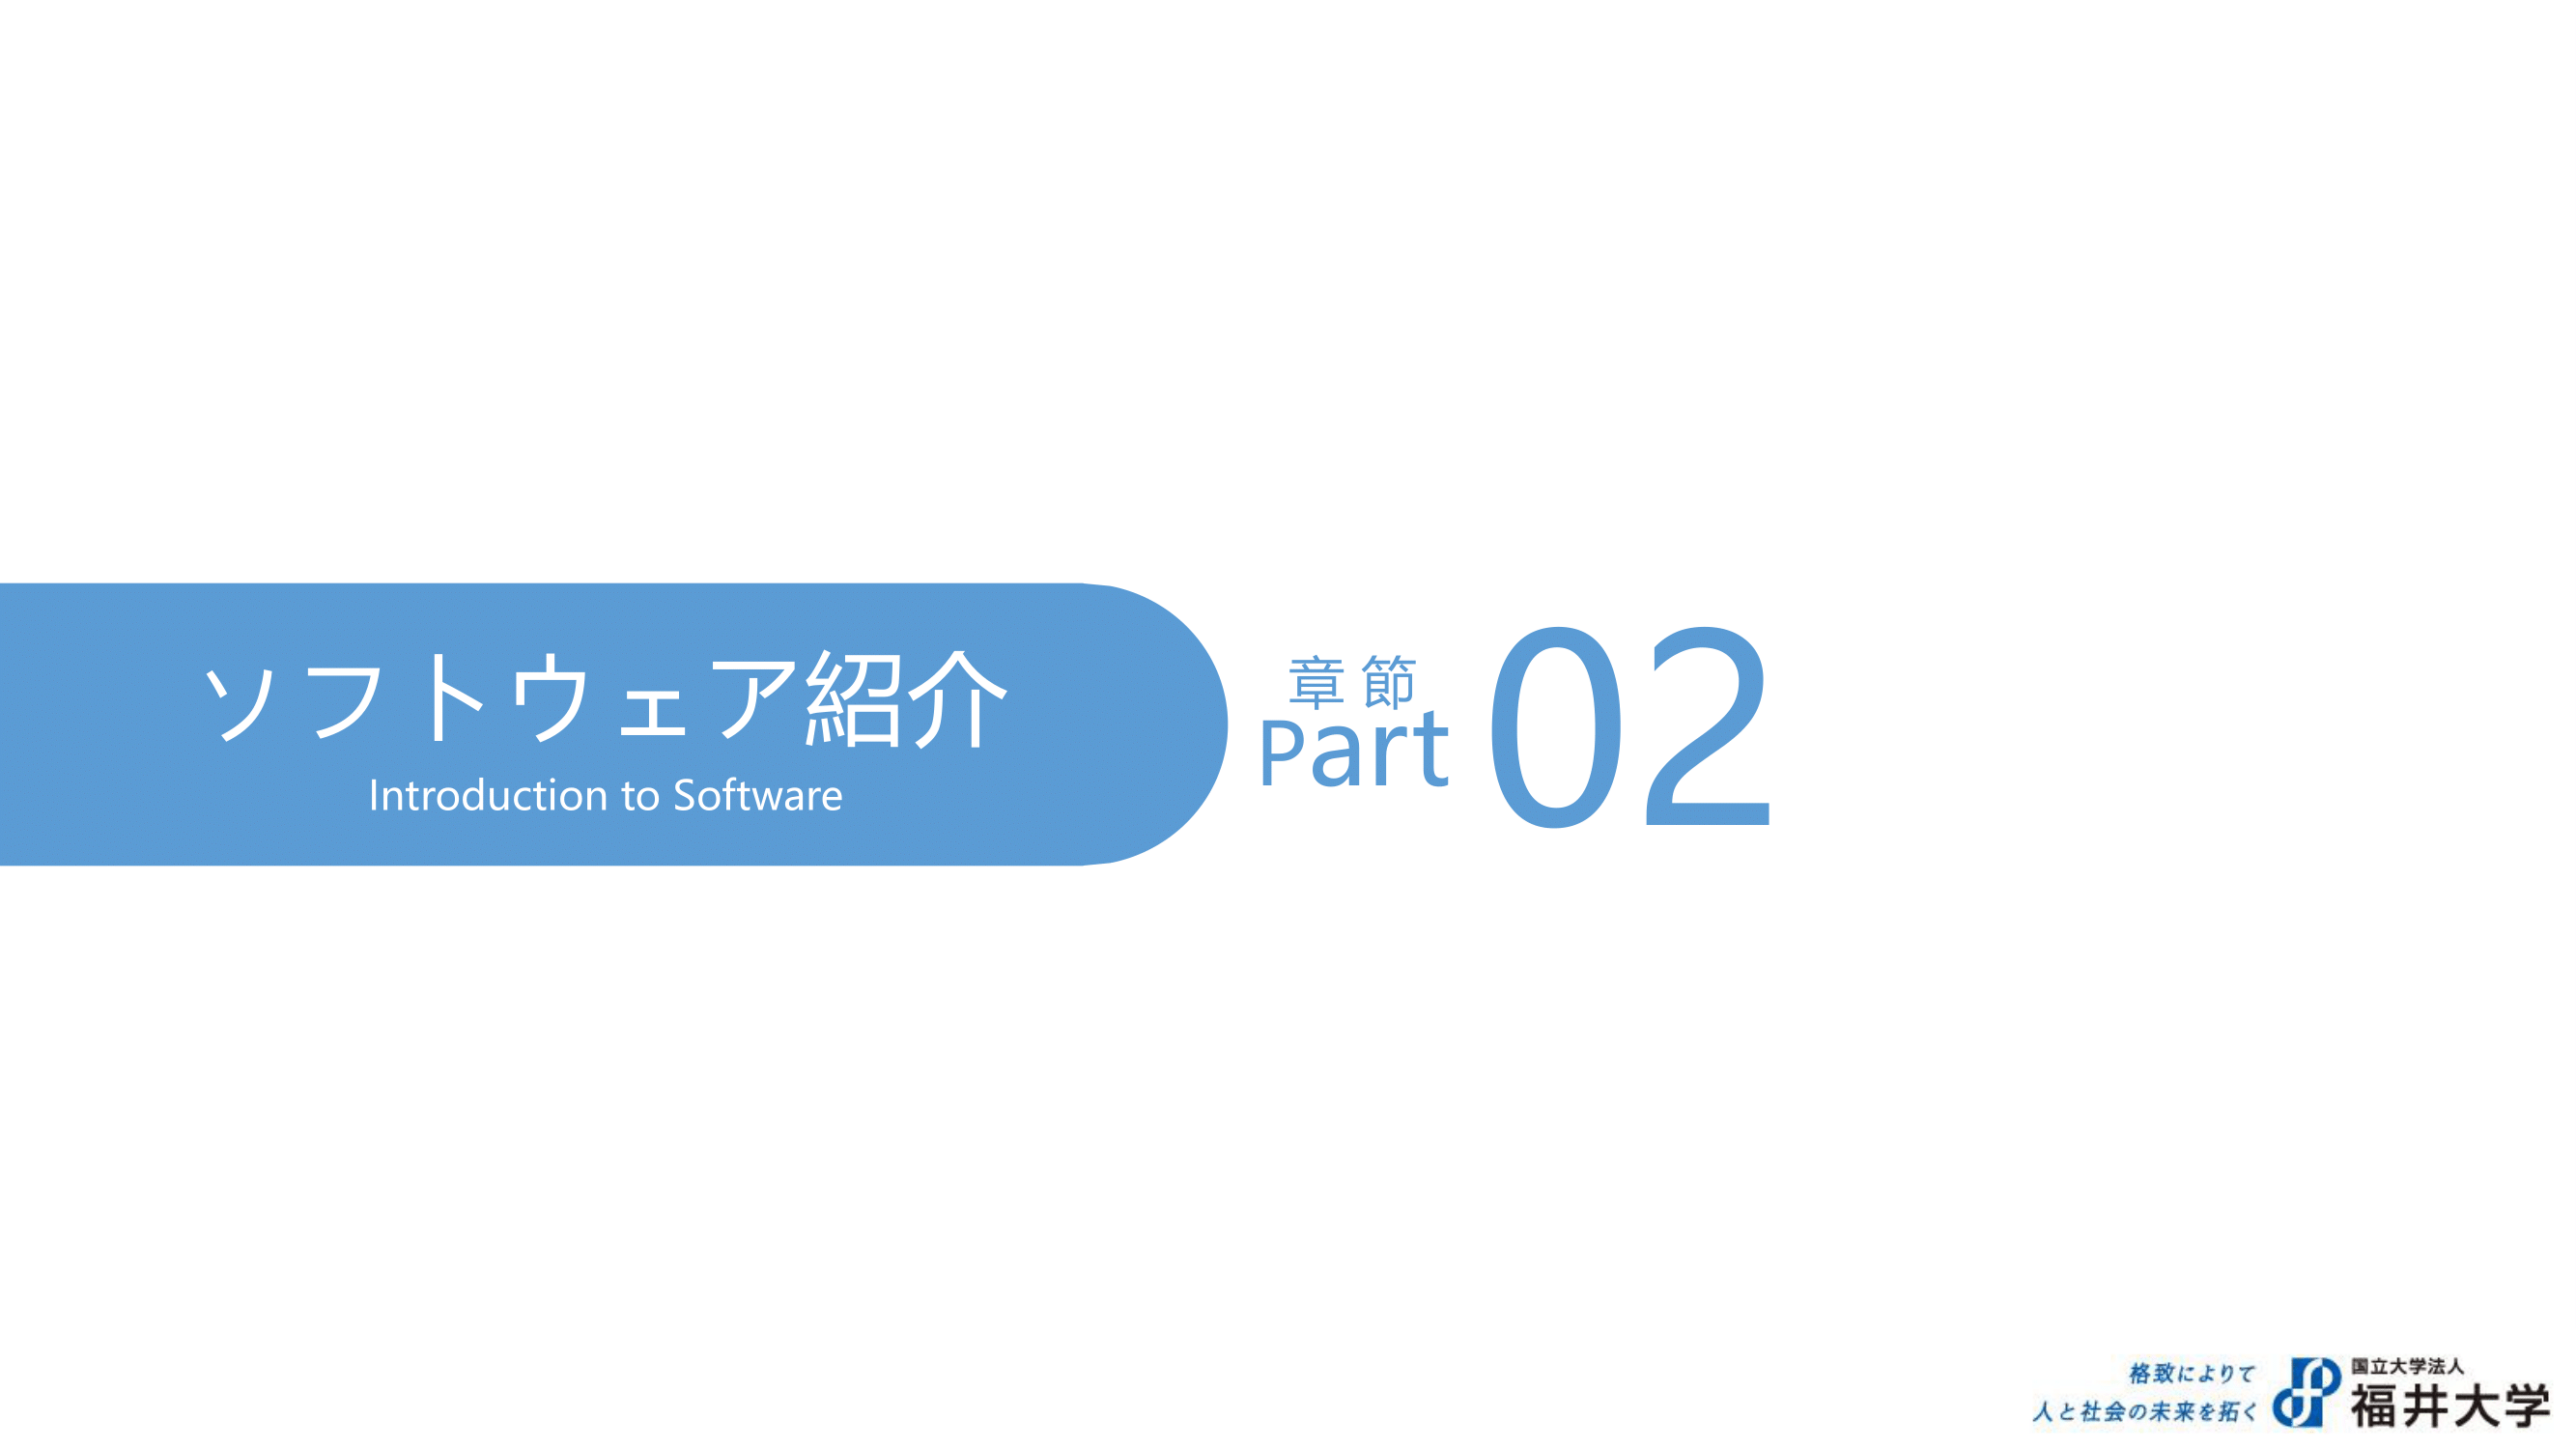 ソフトウェア紹介
Introduction to Software
章節
Part
02
格致によりて
人と社会の未来を拓く
国立大学法人
福井大学